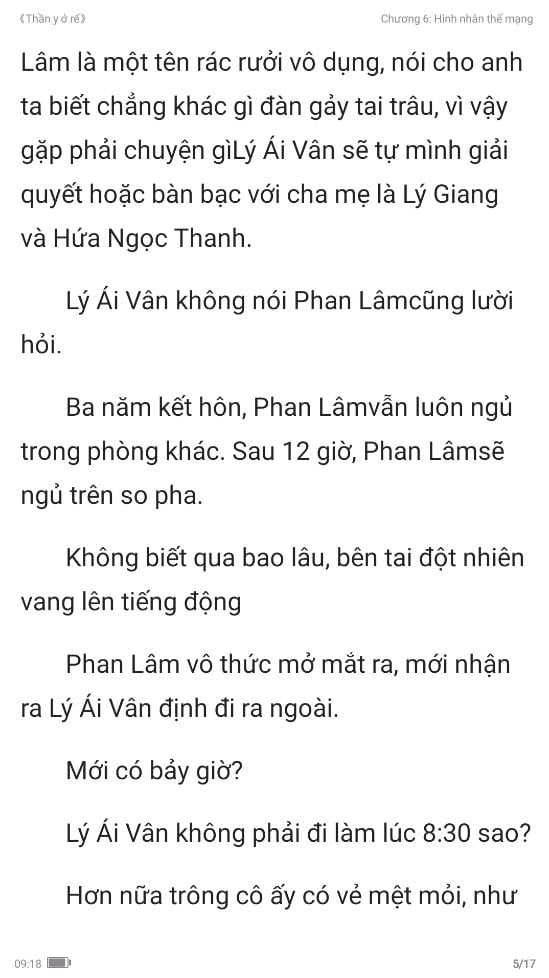 《Thần y ở rể》
Chương 6: Hình nhân thế mạng
Lâm là một tên rác rưởi vô dụng, nói cho anh
ta biết chẳng khác gì đàn gảy tai trâu, vì vậy
gặp phải chuyện gìLý Ái Vân sẽ tự mình giải
quyết hoặc bàn bạc với cha mẹ là Lý Giang
và Hứa Ngọc Thanh.
Lý Ái Vân không nói Phan Lâmcũng lười
hỏi.
Ba năm kết hôn, Phan Lâmvẫn luôn ngủ
trong phòng khác. Sau 12 giờ, Phan Lâmsẽ
ngủ trên so pha.
Không biết qua bao lâu, bên tai đột nhiên
vang lên tiếng động
Phan Lâm vô thức mở mắt ra, mới nhận
ra Lý Ái Vân định đi ra ngoài.
Mới có bảy giờ?
Lý Ái Vân không phải đi làm lúc 8:30 sao?
Hơn nữa trông cô ấy có vẻ mệt mỏi, như
09:18
5/17